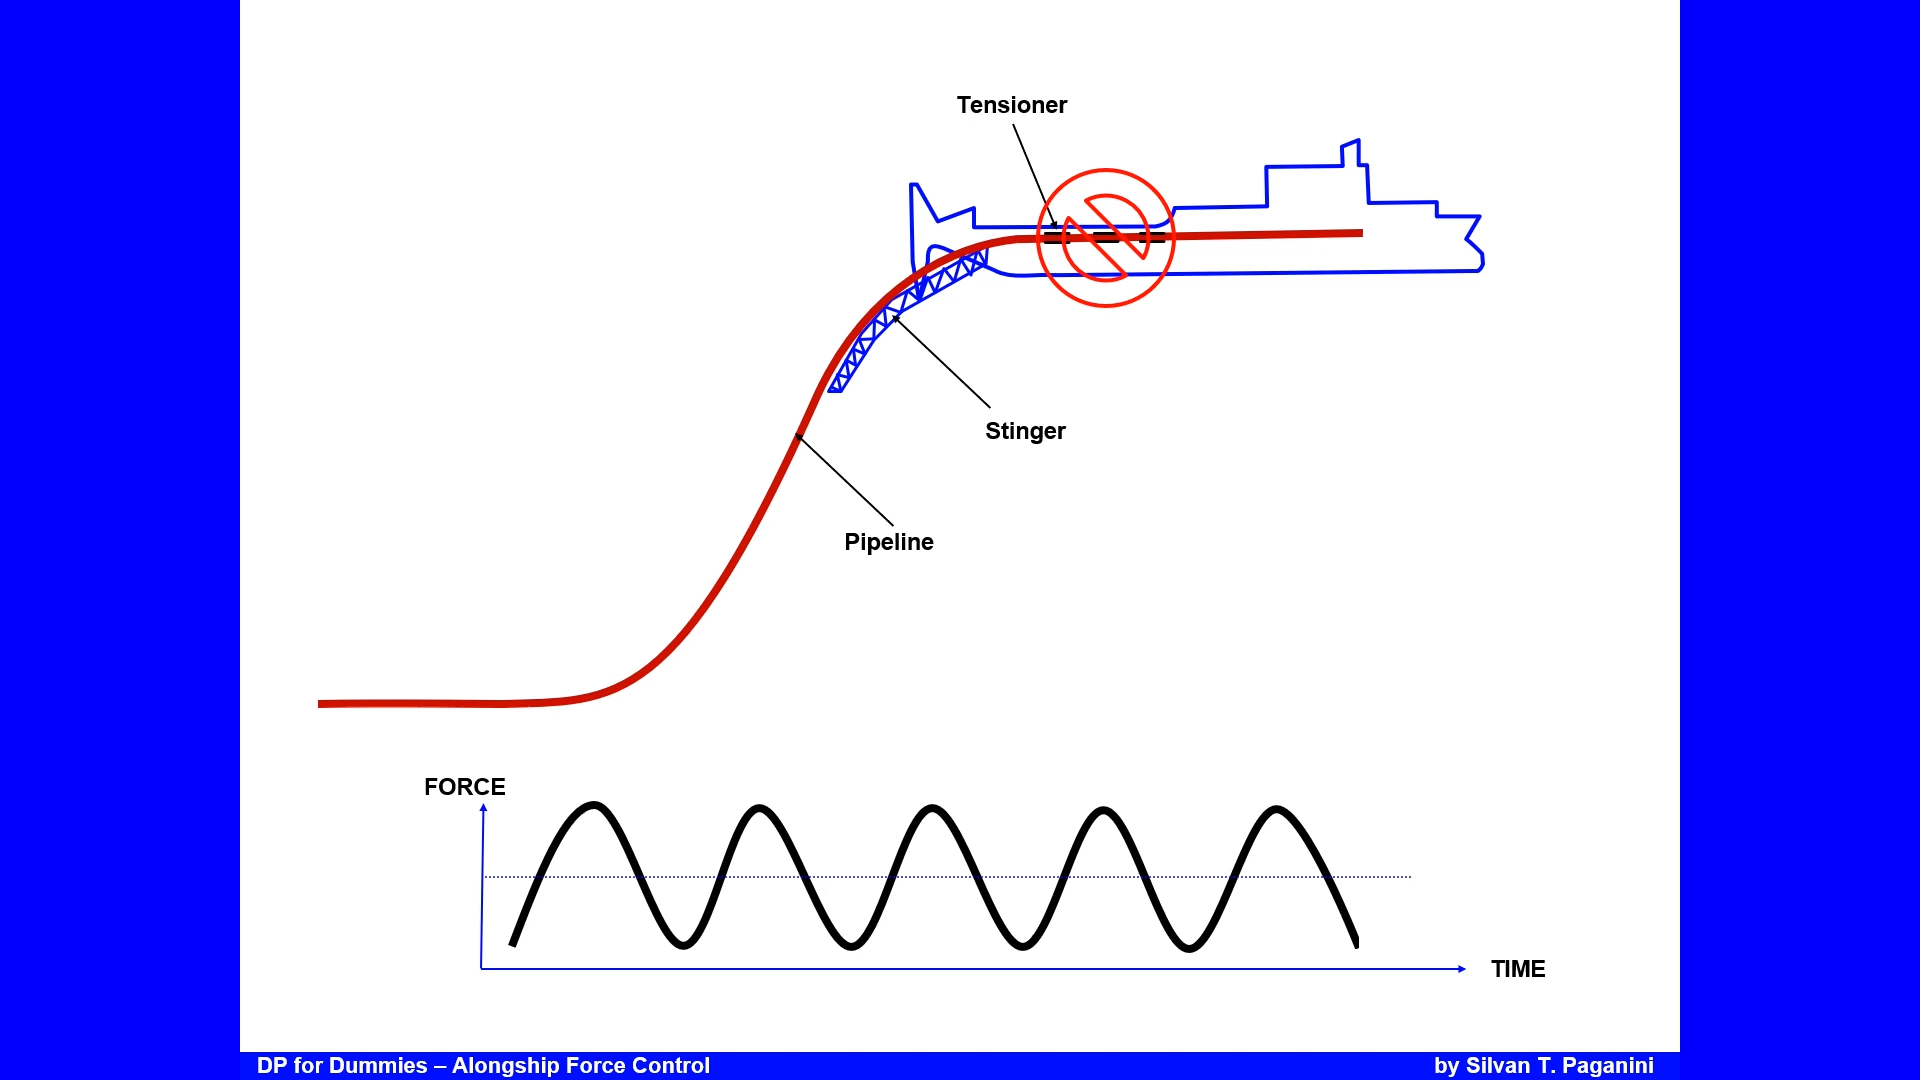 Tensioner
Stinger
Pipeline
FORCE
TIME
DP for Dummies – Alongship Force Control
by Silvan T. Paganini